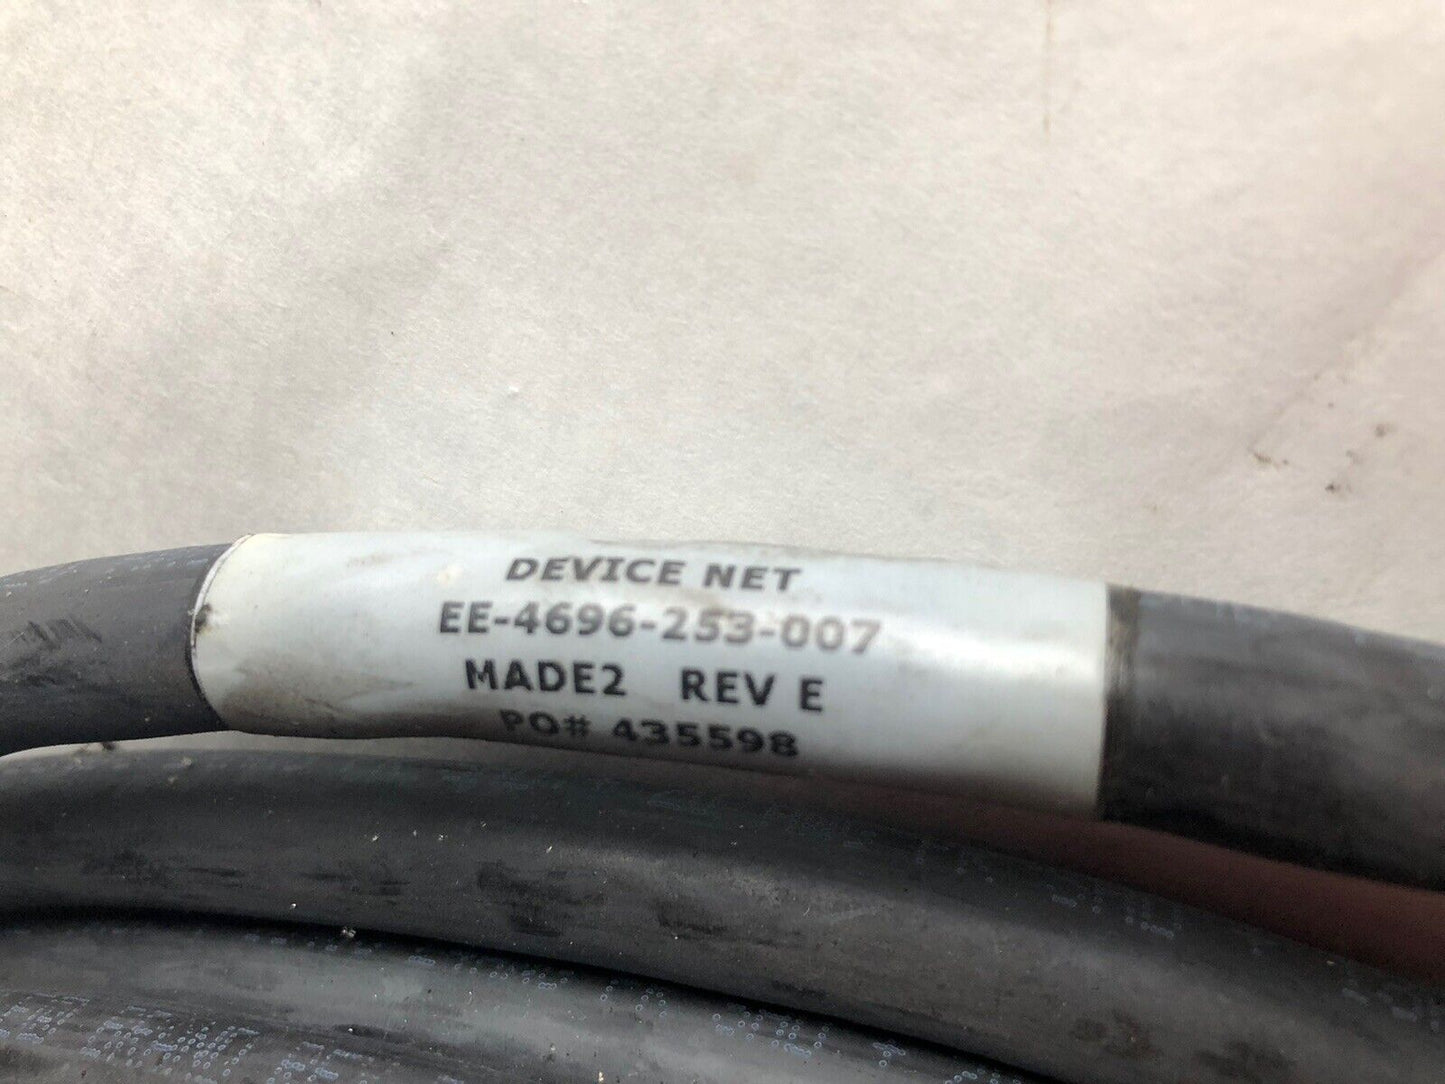 DEVICE NET
EE-4696-253-007
MADE2 REV E
PO# 435598